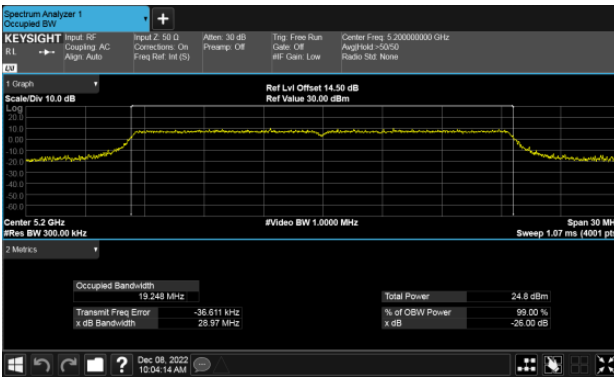 Spectrum Analyzer 1
Occupied BW
KEYSIGHT Input: RF Input Z: 50 Ω Atten: 30 dB Trig: Free Run Center Freq: 5.200000000 GHz
R L Coupling: AC Corrections: On Preamp: Off Gate: Off Avg|Hold:>50/50
Align: Auto Freq Ref: Int (S) #IF Gain: Low Radio Std: None
LXI
1 Graph
Ref Lvl Offset 14.50 dB
Scale/Div 10.0 dB Ref Value 30.00 dBm
Log
20.0
10.0
0.00
-10.0
-20.0
-30.0
-40.0
-50.0
-60.0
Center 5.2 GHz #Video BW 1.0000 MHz Span 30 MH
#Res BW 300.00 kHz Sweep 1.07 ms (4001 pt
2 Metrics
Occupied Bandwidth
19.248 MHz Total Power 24.8 dBm
Transmit Freq Error -36.611 kHz % of OBW Power 99.00 %
x dB Bandwidth 28.97 MHz x dB -26.00 dB
? Dec 08, 2022
10:04:14 AM